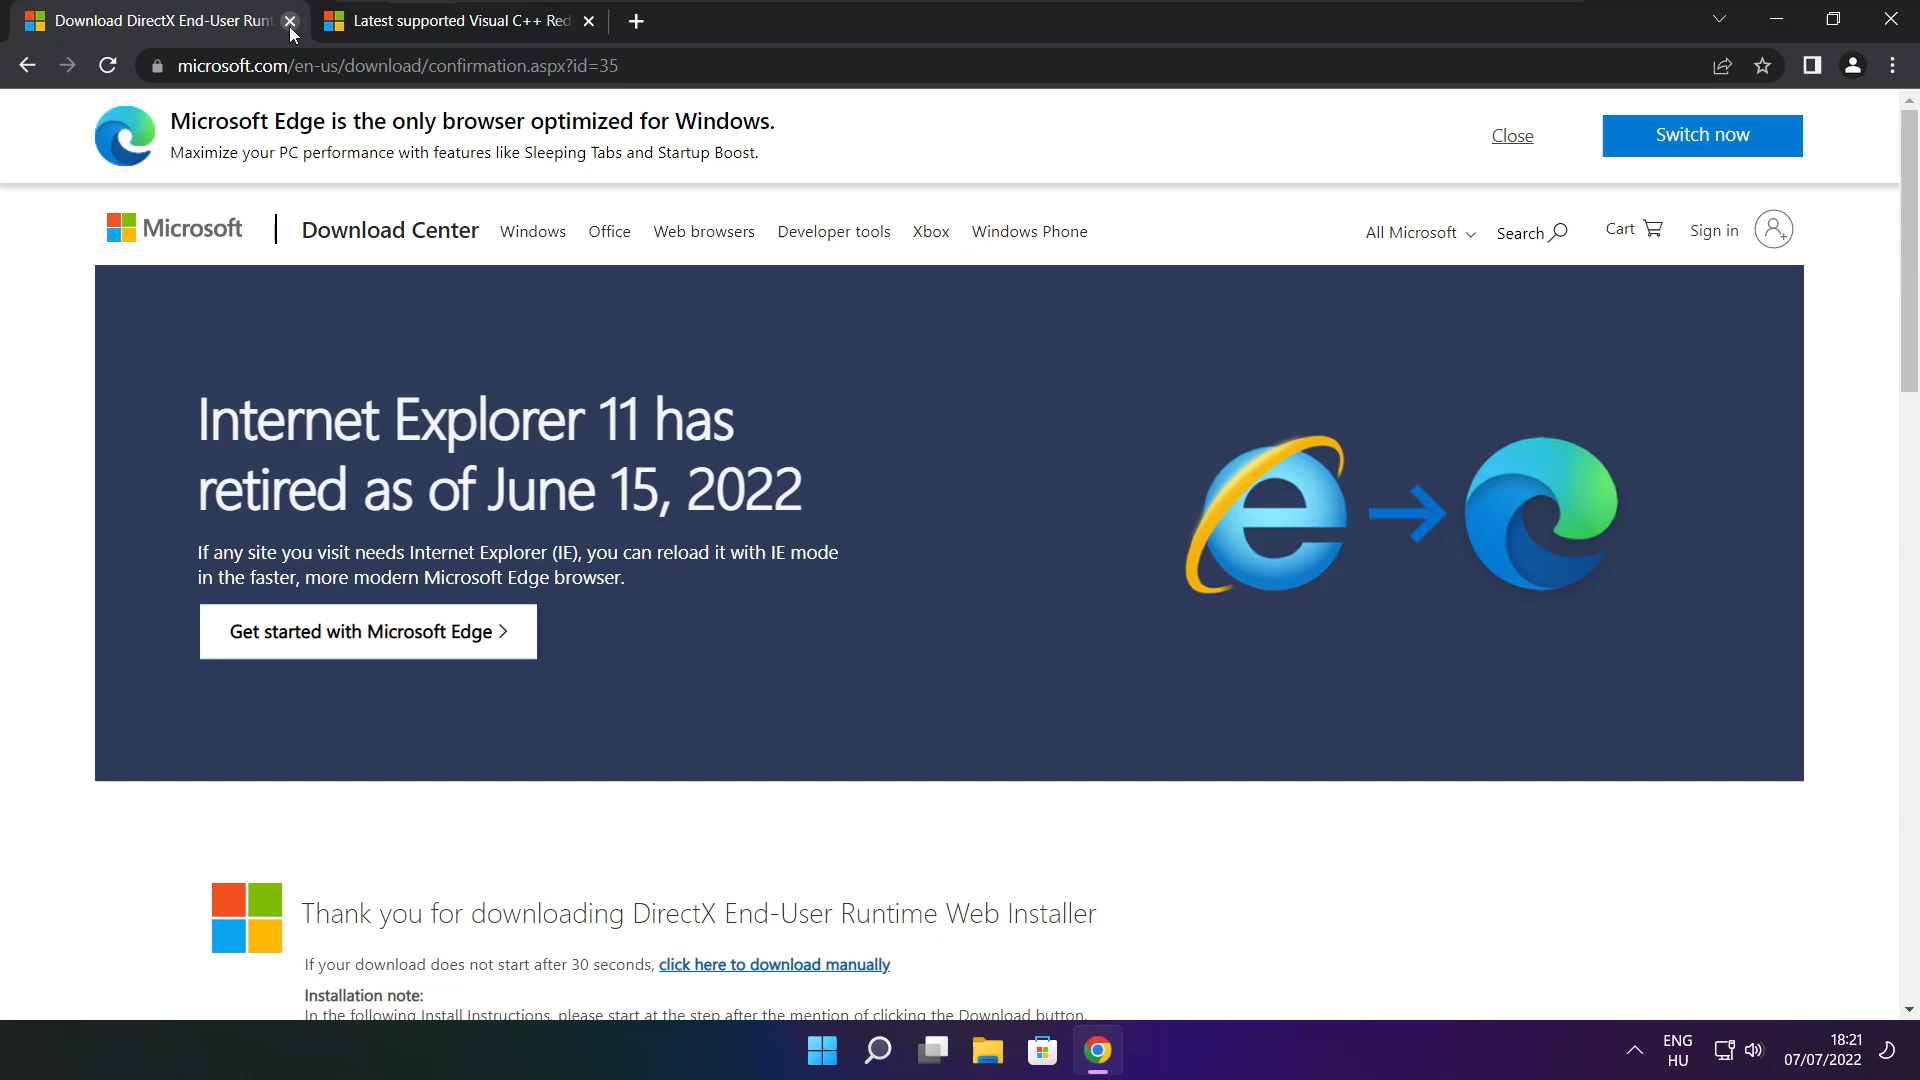 Download DirectX End-User Run
Latest supported Visual C++ Red
microsoft.com/en-us/download/confirmation.aspx?id=35
Microsoft Edge is the only browser optimized for Windows.
Maximize your PC performance with features like Sleeping Tabs and Startup Boost.
Close
Switch now
Microsoft
Download Center
Windows
Office
Web browsers
Developer tools
Xbox
Windows Phone
All Microsoft
Search
Cart
Sign in
Internet Explorer 11 has
retired as of June 15, 2022
If any site you visit needs Internet Explorer (IE), you can reload it with IE mode
in the faster, more modern Microsoft Edge browser.
Get started with Microsoft Edge >
Thank you for downloading DirectX End-User Runtime Web Installer
If your download does not start after 30 seconds, click here to download manually
Installation note:
In the following Install Instructions, please start at the step after the mention of clicking the Download button.
ENG
HU
18:21
07/07/2022